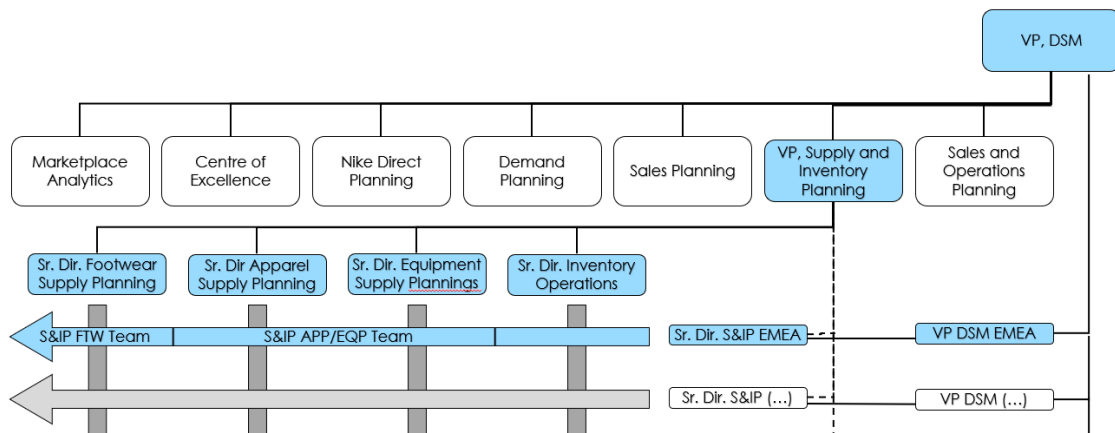 VP, DSM
Marketplace
Analytics
Centre of
Excellence
Nike Direct
Planning
Demand
Planning
Sales Planning
VP, Supply and
Inventory
Planning
Sales and
Operations
Planning
Sr. Dir. Footwear
Supply Planning
Sr. Dir Apparel
Supply Planning
Sr. Dir. Equipment
Supply Plannings
Sr. Dir. Inventory
Operations
S&IP FTW Team
S&IP APP/EQP Team
Sr. Dir. S&IP EMEA
VP DSM EMEA
Sr. Dir. S&IP (...)
VP DSM (...)